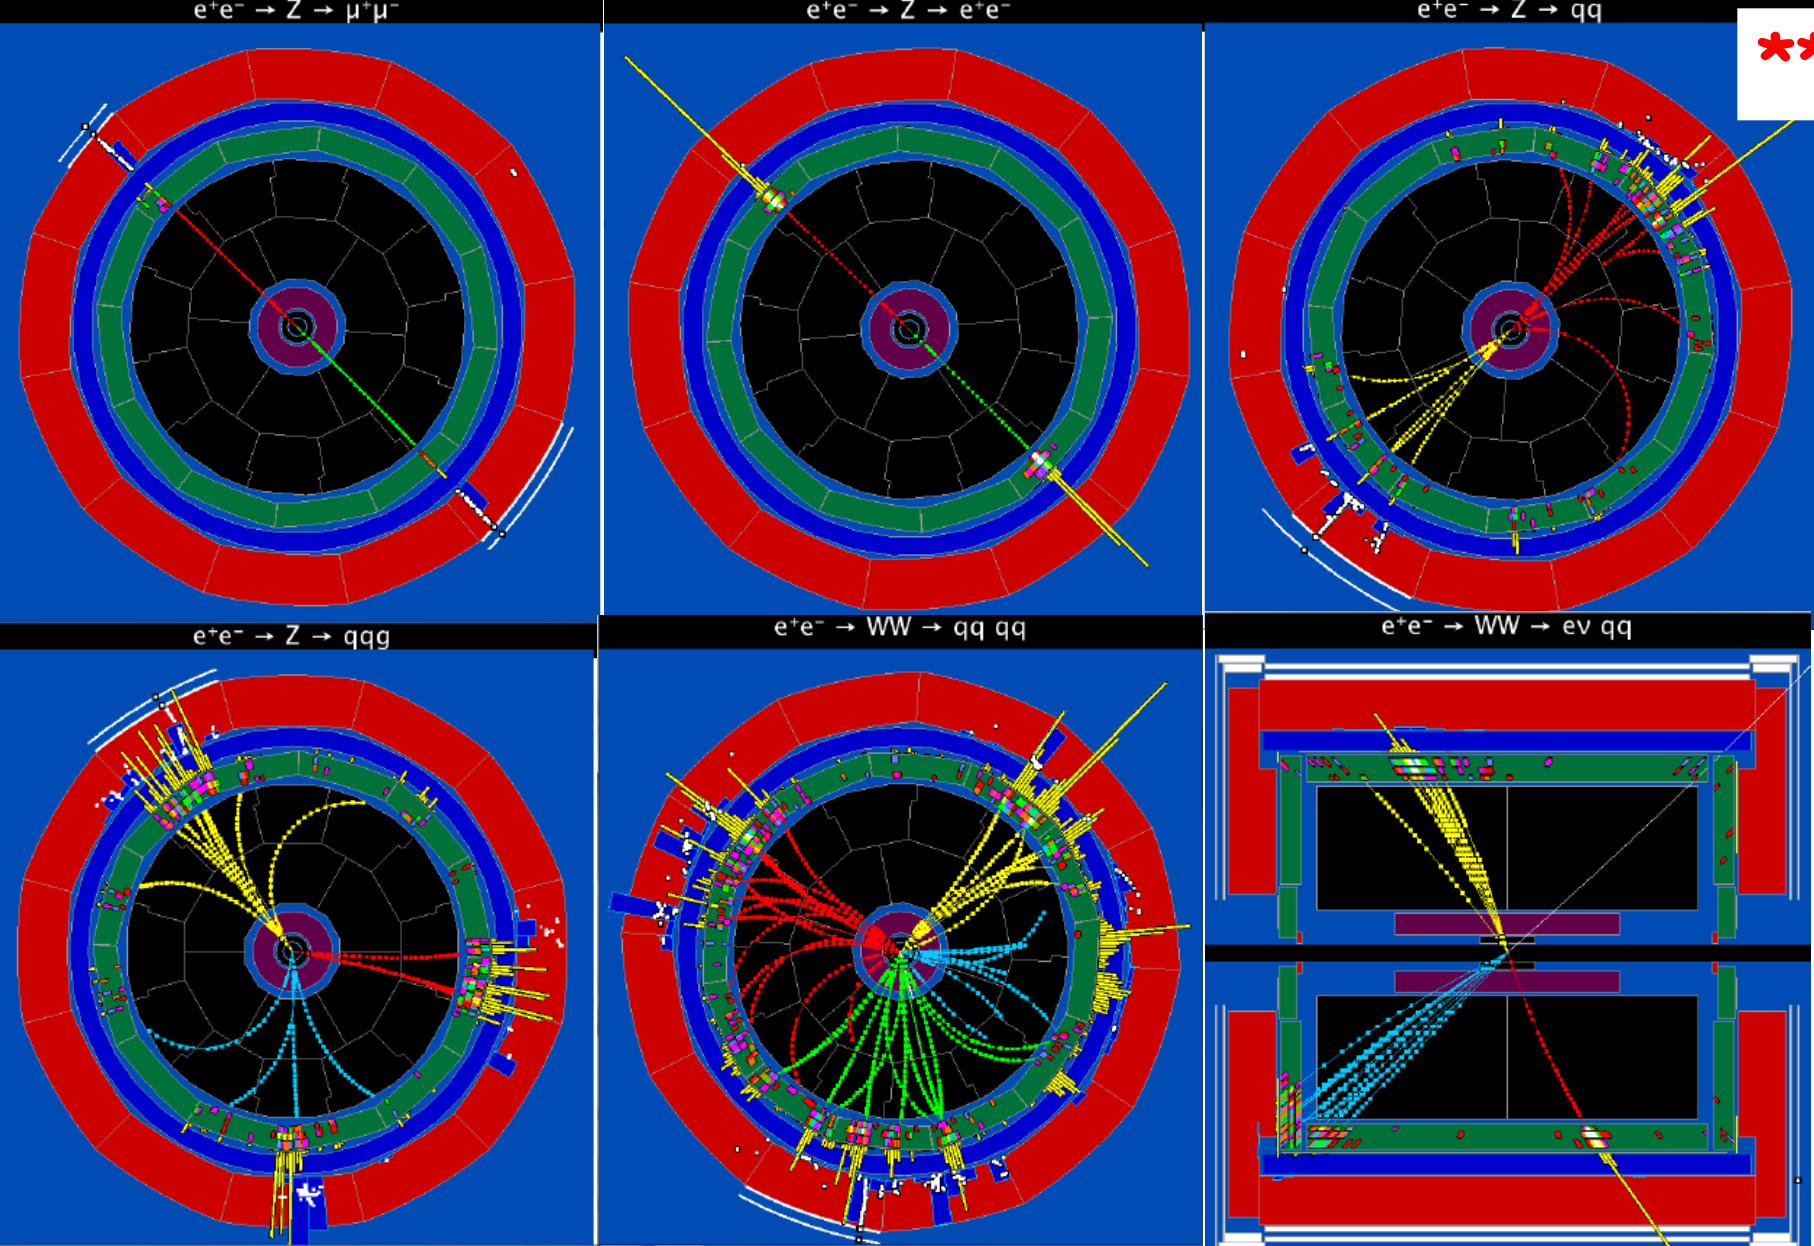 e⁺e⁻ → Z → μ⁺μ⁻
e⁺e⁻ → Z → e⁺e⁻
e⁺e⁻ → Z → qq
**
e⁺e⁻ → Z → qqg
e⁺e⁻ → WW → qq qq
e⁺e⁻ → WW → eν qq